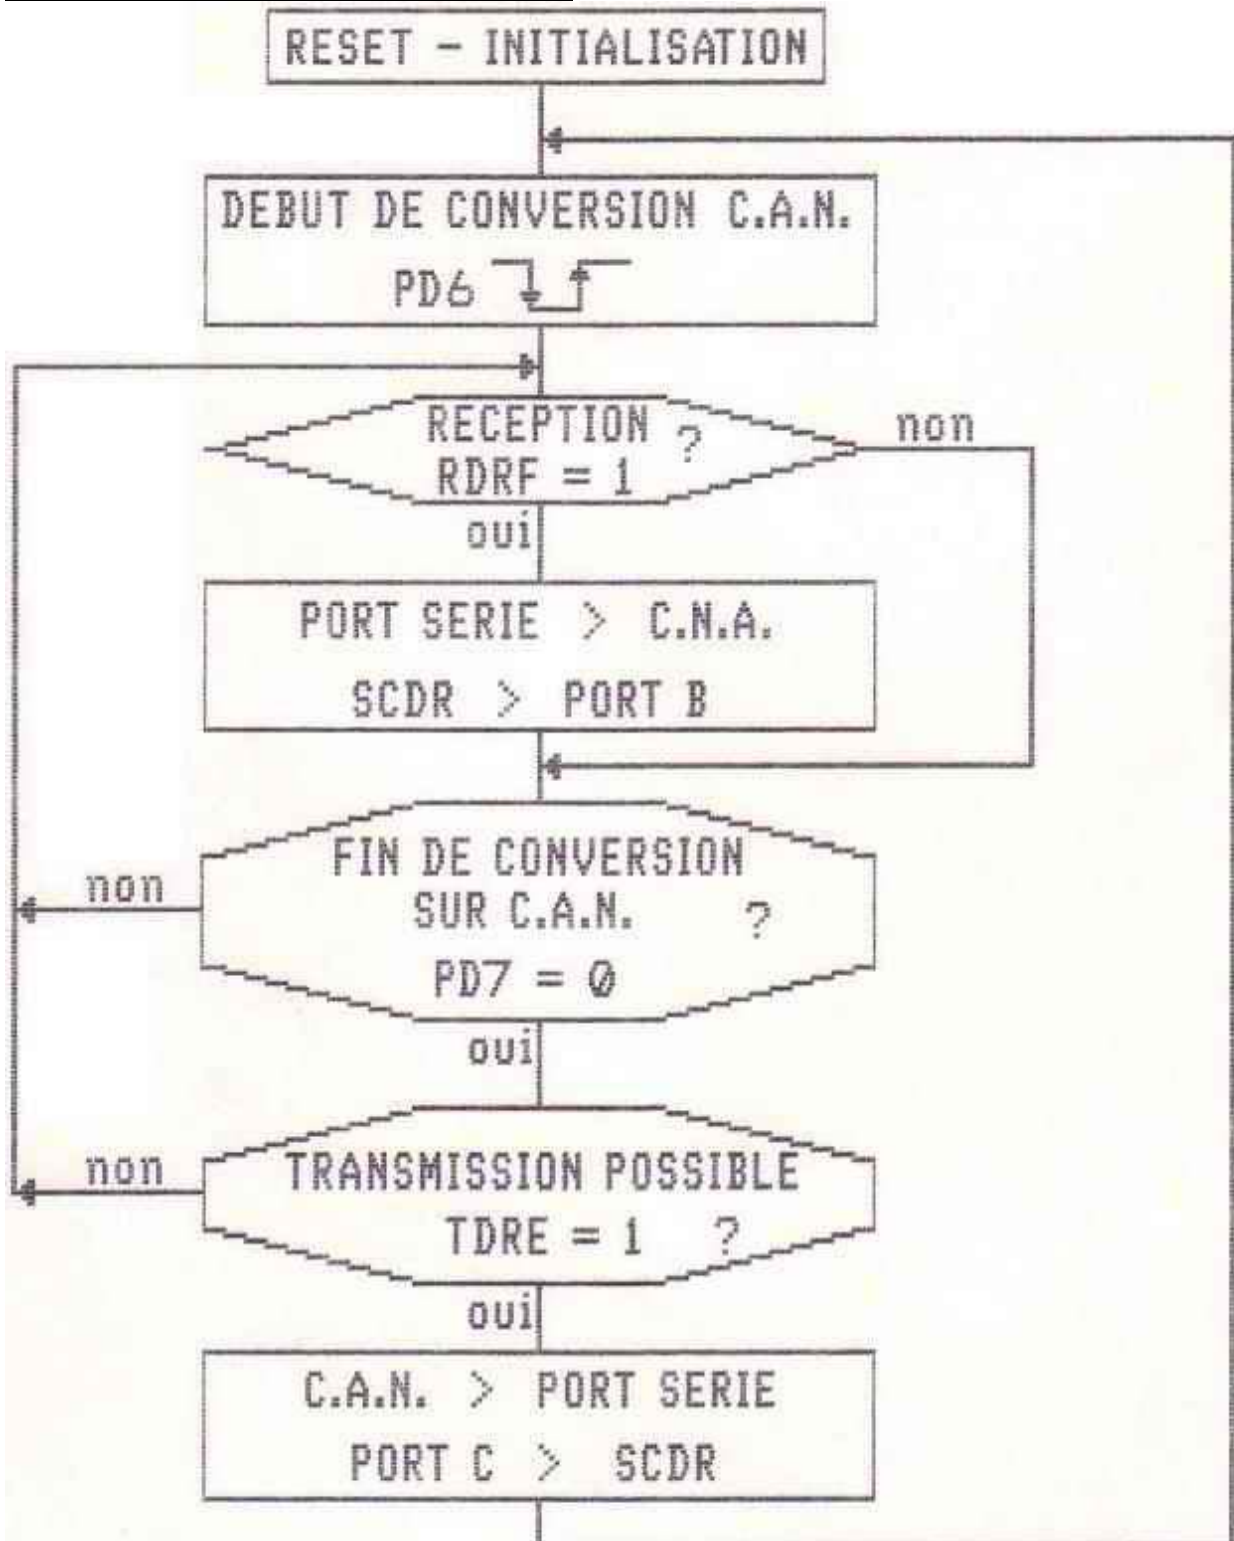 RESET - INITIALISATION
DEBUT DE CONVERSION C.A.N.
PD6
RECEPTION ?
RDRF = 1
non
oui
PORT SERIE > C.N.A.
SCDR > PORT B
FIN DE CONVERSION
SUR C.A.N. ?
PD7 = 0
non
oui
TRANSMISSION POSSIBLE
TDRE = 1 ?
non
oui
C.A.N. > PORT SERIE
PORT C > SCDR